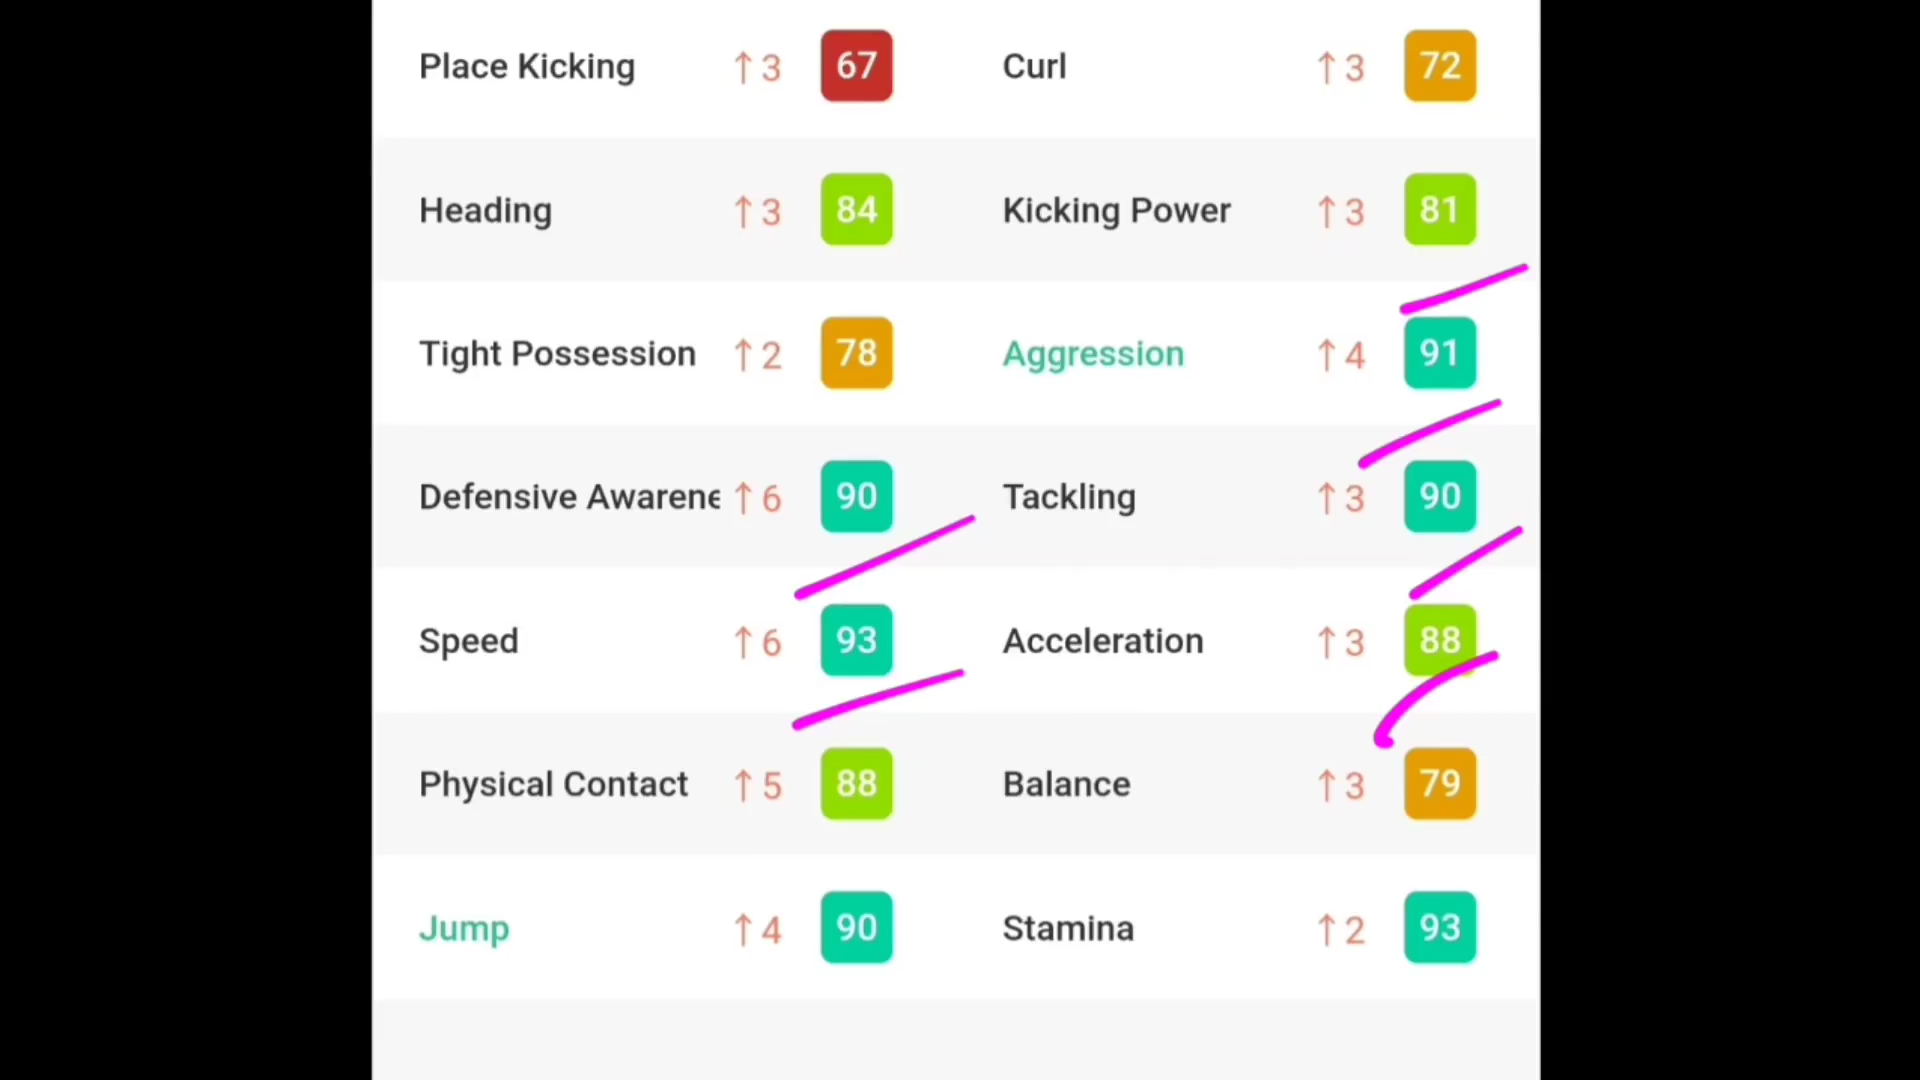 Place Kicking ↑3 67 Curl ↑3 72
Heading ↑3 84 Kicking Power ↑3 81
Tight Possession ↑2 78 Aggression ↑4 91
Defensive Awarene ↑6 90 Tackling ↑3 90
Speed ↑6 93 Acceleration ↑3 88
Physical Contact ↑5 88 Balance ↑3 79
Jump ↑4 90 Stamina ↑2 93